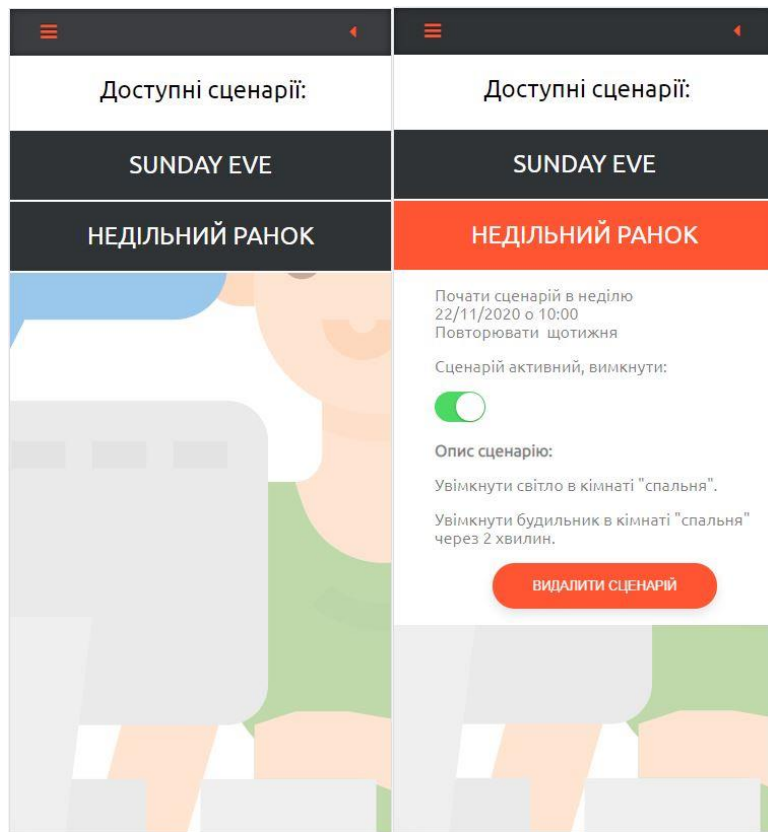 Доступні сценарії:
SUNDAY EVE
НЕДІЛЬНИЙ РАНОК
Доступні сценарії:
SUNDAY EVE
НЕДІЛЬНИЙ РАНОК
Почати сценарій в неділю
22/11/2020 о 10:00
Повторювати щотижня
Сценарій активний, вимкнути:
Опис сценарію:
Увімкнути світло в кімнаті "спальня".
Увімкнути будильник в кімнаті "спальня"
через 2 хвилин.
ВИДАЛИТИ СЦЕНАРІЙ